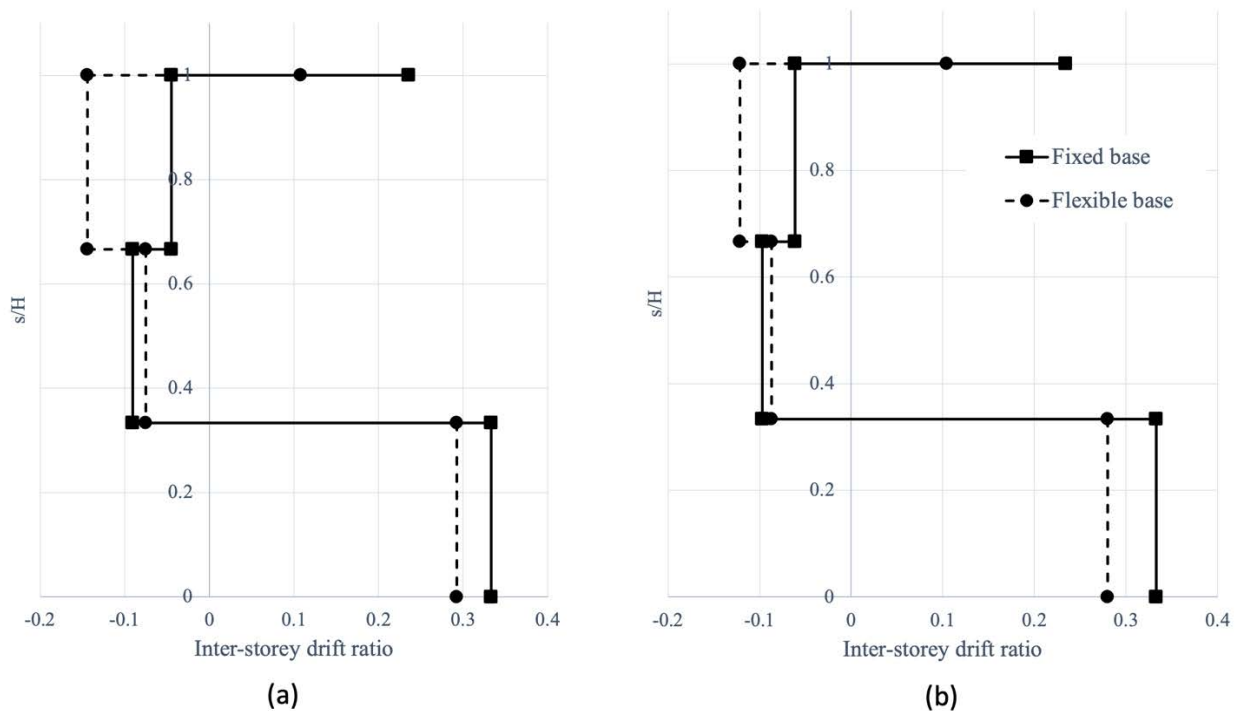 1
0.8
0.6
0.4
0.2
0
-0.2 -0.1 0 0.1 0.2 0.3 0.4
s/H
Inter-storey drift ratio
(a)
1
0.8
0.6
0.4
0.2
0
-0.2 -0.1 0 0.1 0.2 0.3 0.4
s/H
Inter-storey drift ratio
Fixed base
Flexible base
(b)